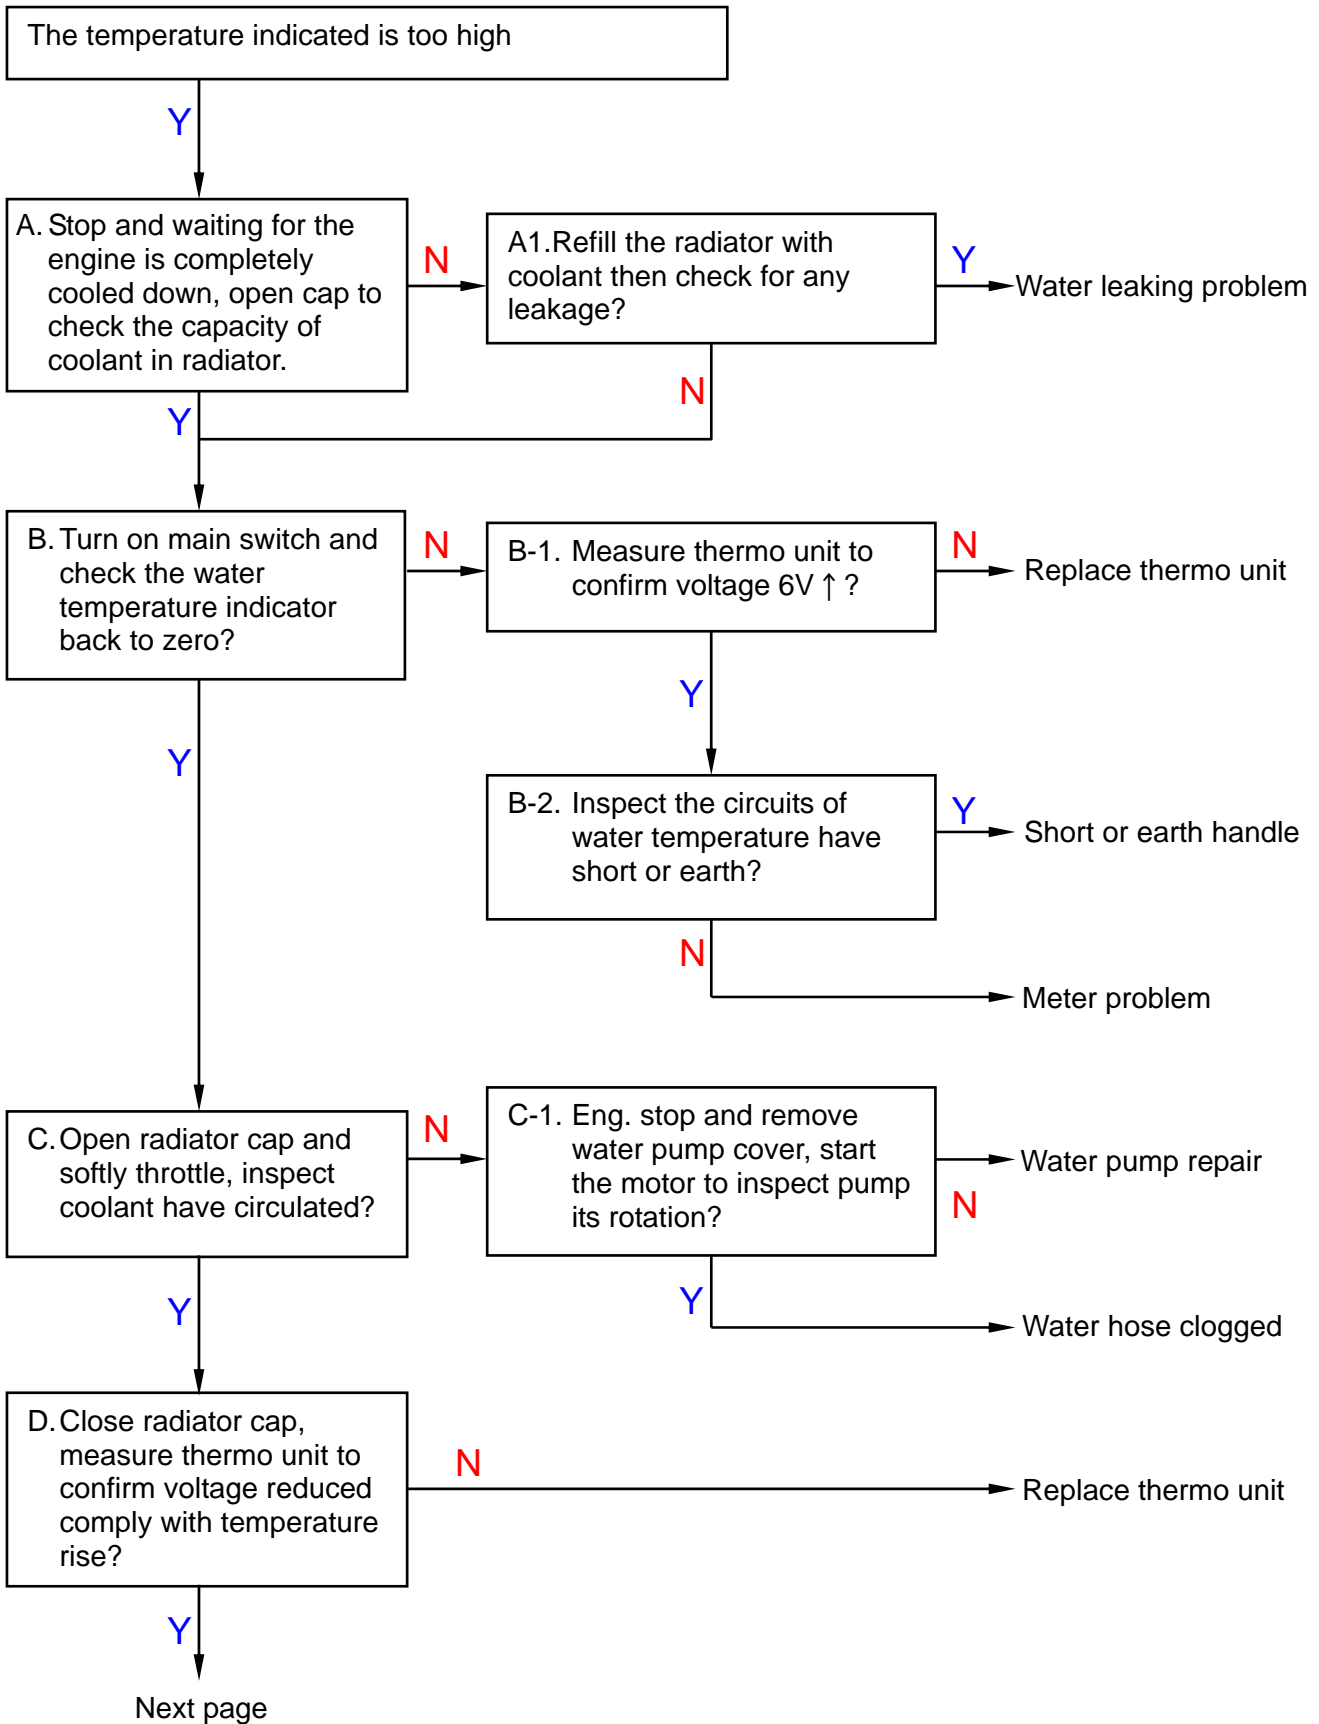 The temperature indicated is too high
Y
A. Stop and waiting for the
engine is completely
cooled down, open cap to
check the capacity of
coolant in radiator.
N
A1.Refill the radiator with
coolant then check for any
leakage?
Y
Water leaking problem
Y
N
B. Turn on main switch and
check the water
temperature indicator
back to zero?
N
B-1. Measure thermo unit to
confirm voltage 6V ↑ ?
N
Replace thermo unit
Y
Y
B-2. Inspect the circuits of
water temperature have
short or earth?
Y
Short or earth handle
N
Meter problem
C. Open radiator cap and
softly throttle, inspect
coolant have circulated?
N
C-1. Eng. stop and remove
water pump cover, start
the motor to inspect pump
its rotation?
Water pump repair
N
Y
Y
Water hose clogged
D. Close radiator cap,
measure thermo unit to
confirm voltage reduced
comply with temperature
rise?
N
Replace thermo unit
Y
Next page